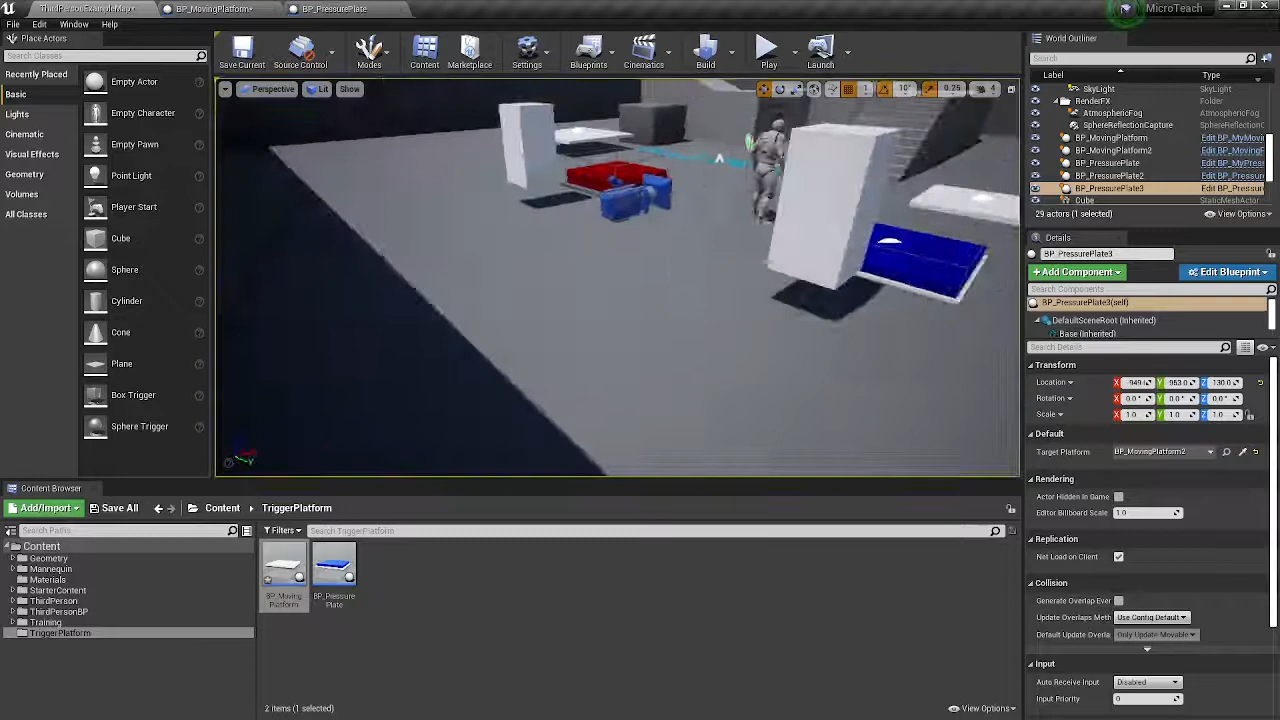 ThirdPersonExampleMap*
BP_MovingPlatform*
BP_PressurePlate
MicroTeach
File
Edit
Window
Help
Place Actors
Search Classes
Recently Placed
Basic
Lights
Cinematic
Visual Effects
Geometry
Volumes
All Classes
Empty Actor
Empty Character
Empty Pawn
Point Light
Player Start
Cube
Sphere
Cylinder
Cone
Plane
Box Trigger
Sphere Trigger
Save Current
Source Control
Modes
Content
Marketplace
Settings
Blueprints
Cinematics
Build
Play
Launch
Perspective
Lit
Show
1
10°
0.25
4
World Outliner
Search
Label
Type
SkyLight
SkyLight
RenderFX
Folder
AtmosphericFog
AtmosphericFog
SphereReflectionCapture
SphereReflectionCapture
BP_MovingPlatform
Edit BP_MyMovi
BP_MovingPlatform2
Edit BP_MovingP
BP_PressurePlate
Edit BP_MyPress
BP_PressurePlate2
Edit BP_Pressur
BP_PressurePlate3
Edit BP_Pressur
Cube
StaticMeshActor
29 actors (1 selected)
View Options
Details
BP_PressurePlate3
+Add Component
Edit Blueprint
Search Components
BP_PressurePlate3(self)
DefaultSceneRoot (Inherited)
Base (Inherited)
Search Details
Transform
Location
X
-949.
Y
953.0
Z
130.0
Rotation
X
0.0°
Y
0.0°
Z
0.0°
Scale
X
1.0
Y
1.0
Z
1.0
Default
Target Platform
BP_MovingPlatform2
Rendering
Actor Hidden In Game
Editor Billboard Scale
1.0
Replication
Net Load on Client
Collision
Generate Overlap Ever
Update Overlaps Meth
Use Config Default
Default Update Overla
Only Update Movable
Input
Auto Receive Input
Disabled
Input Priority
0
Content Browser
Add/Import
Save All
Content
TriggerPlatform
Search Paths
Filters
Search TriggerPlatform
Content
Geometry
Mannequin
Materials
StarterContent
ThirdPerson
ThirdPersonBP
Training
TriggerPlatform
BP_Moving
Platform
BP_Pressure
Plate
2 items (1 selected)
View Options